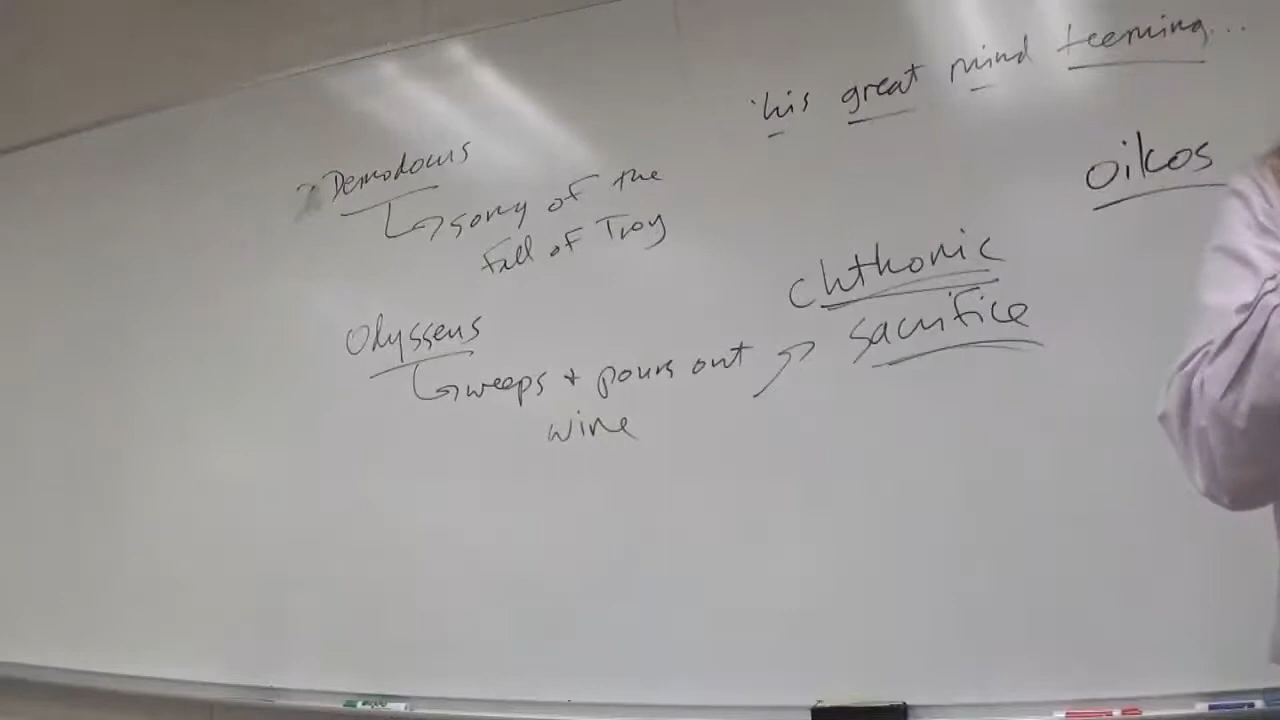 'his great mind teeming...
oikos
Demodocus
↳ song of the
fall of Troy
Odysseus
↳ weeps + pours out → 
wine
chthonic
sacrifice